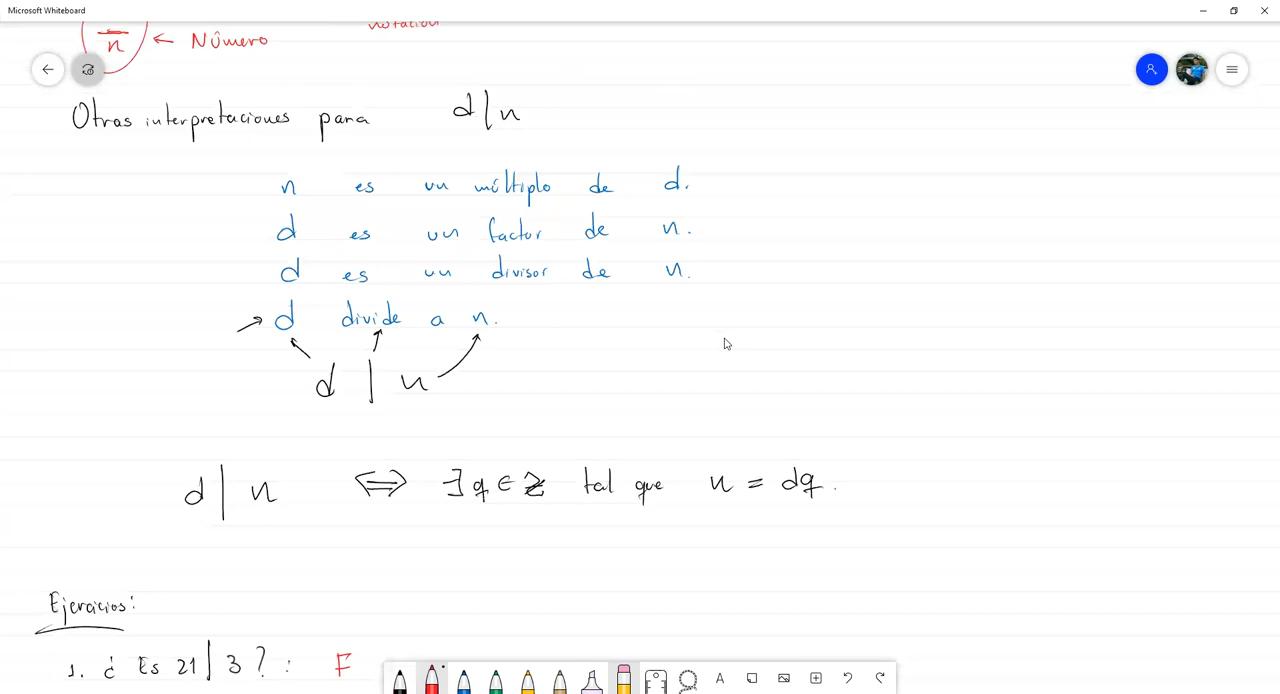 Microsoft Whiteboard
notación
n ← Número
Otras interpretaciones para d|n
n es un múltiplo de d.
d es un factor de n.
d es un divisor de n.
→ d divide a n.
d | n
d | n ⟺ ∃ q ∈ ℤ tal que n = dq.
Ejercicios:
1. ¿ Es 21 | 3 ? : F
A